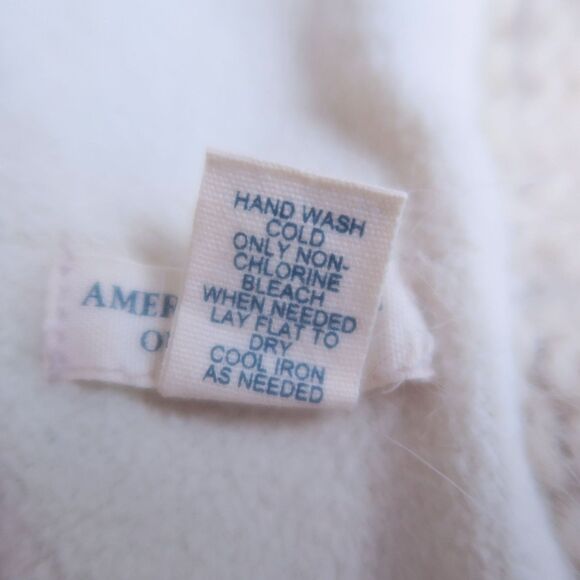 HAND WASH
COLD
ONLY NON-
CHLORINE
BLEACH
WHEN NEEDED
LAY FLAT TO
DRY
COOL IRON
AS NEEDED